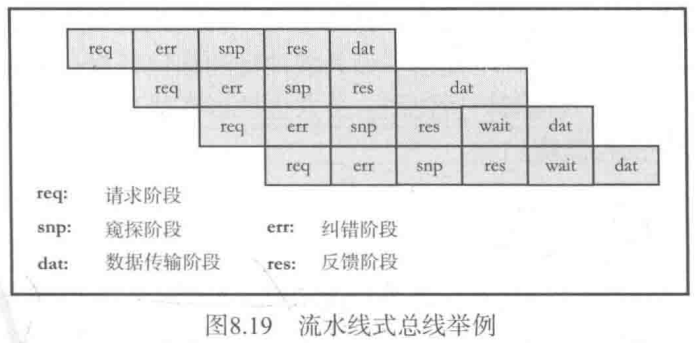 req err snp res dat
req err snp res dat
req err snp res wait dat
req err snp res wait dat
req: 请求阶段
snp: 窥探阶段 err: 纠错阶段
dat: 数据传输阶段 res: 反馈阶段
图8.19 流水线式总线举例